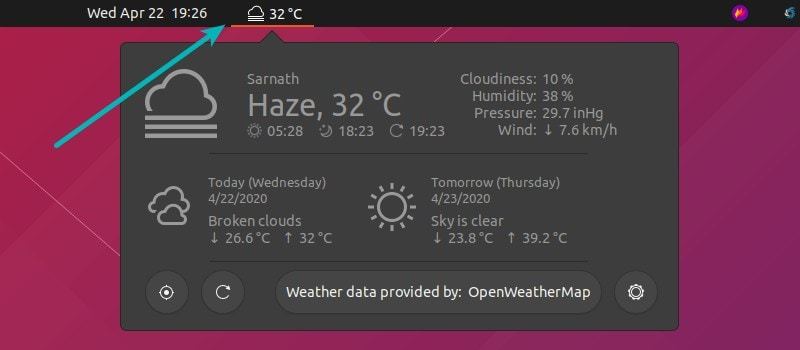 Wed Apr 22  19:26
32 °C
Sarnath
Haze, 32 °C
05:28 18:23 19:23
Cloudiness: 10 %
Humidity: 38 %
Pressure: 29.7 inHg
Wind: ↓ 7.6 km/h
Today (Wednesday)
4/22/2020
Broken clouds
↓ 26.6 °C ↑ 32 °C
Tomorrow (Thursday)
4/23/2020
Sky is clear
↓ 23.8 °C ↑ 39.2 °C
Weather data provided by: OpenWeatherMap